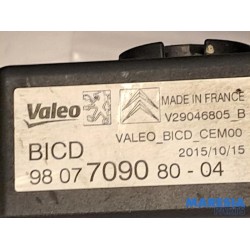 Valeo
MADE IN FRANCE
V29046805_B
VALEO_BICD_CEM00
BICD
2015/10/15
98 07 7090 80 - 04